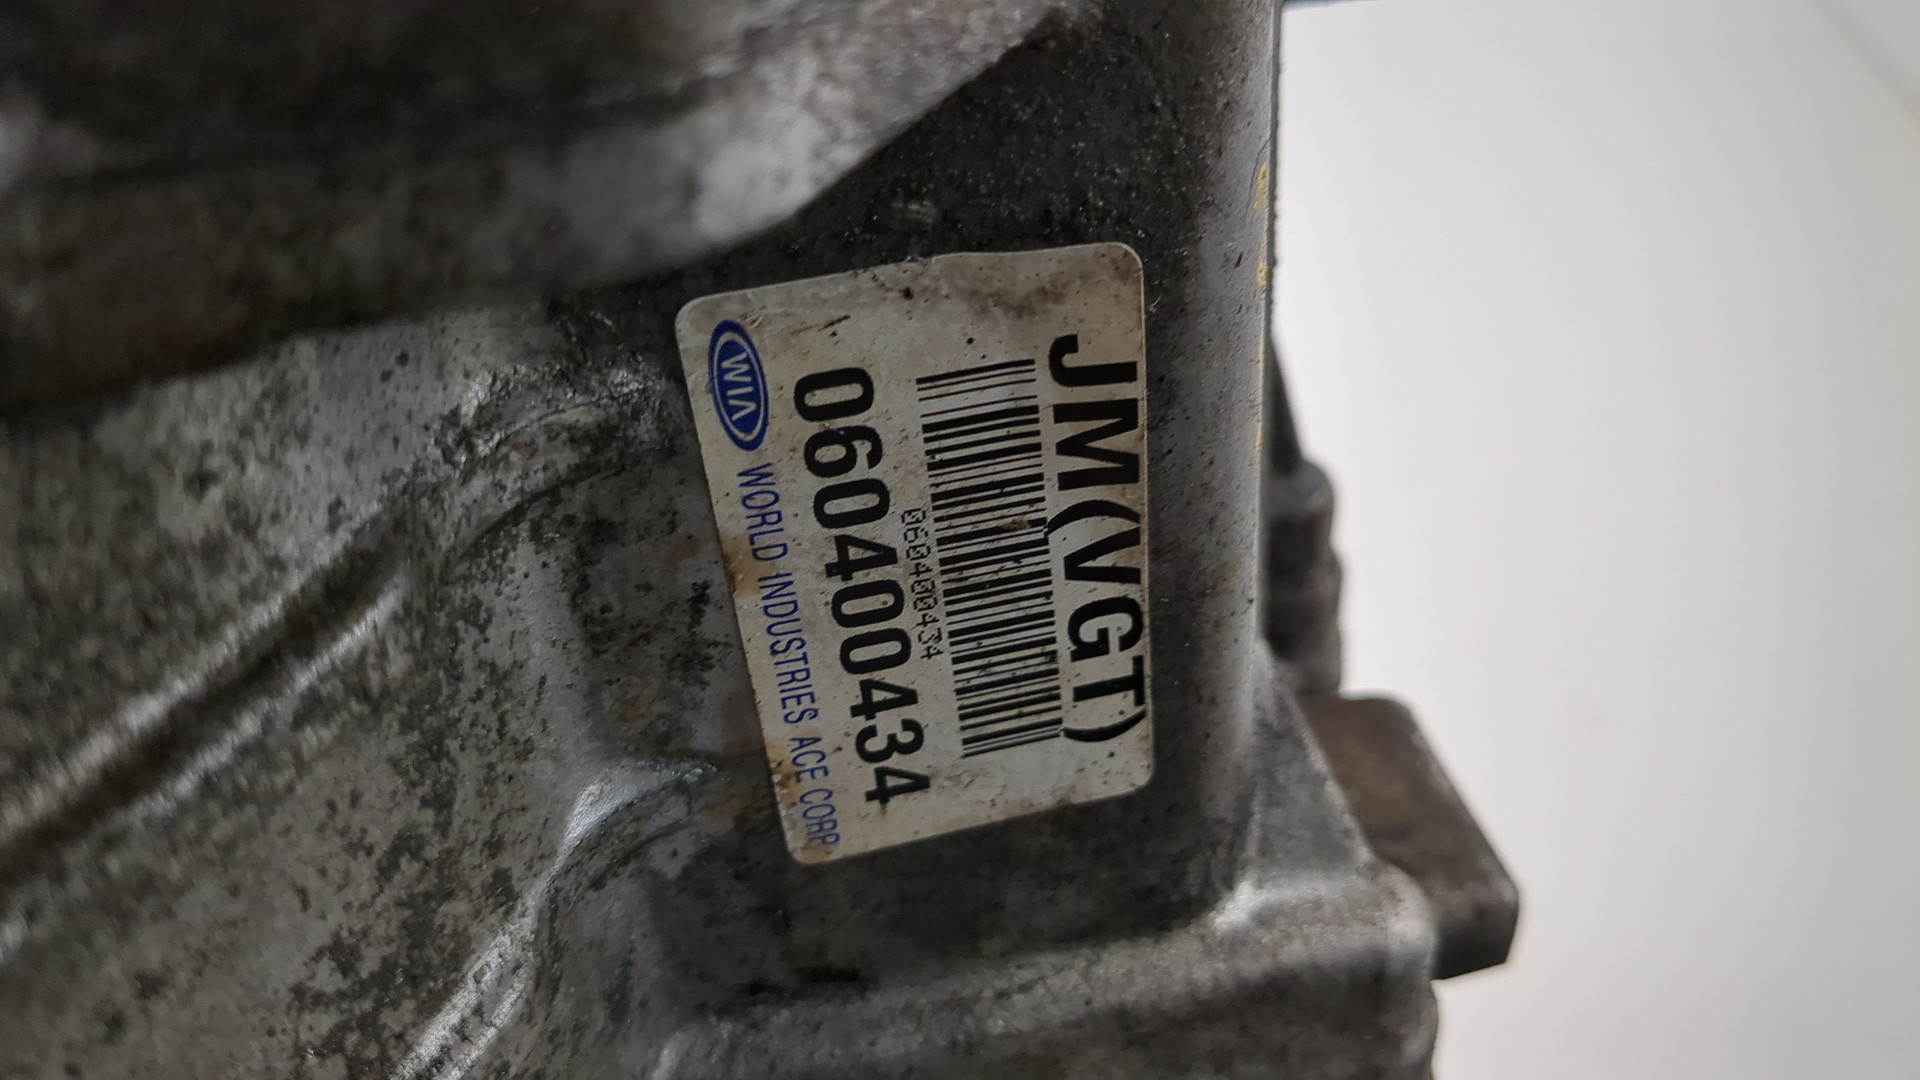 JM(VGT)
060400434
060400434
WIA WORLD INDUSTRIES ACE CORP